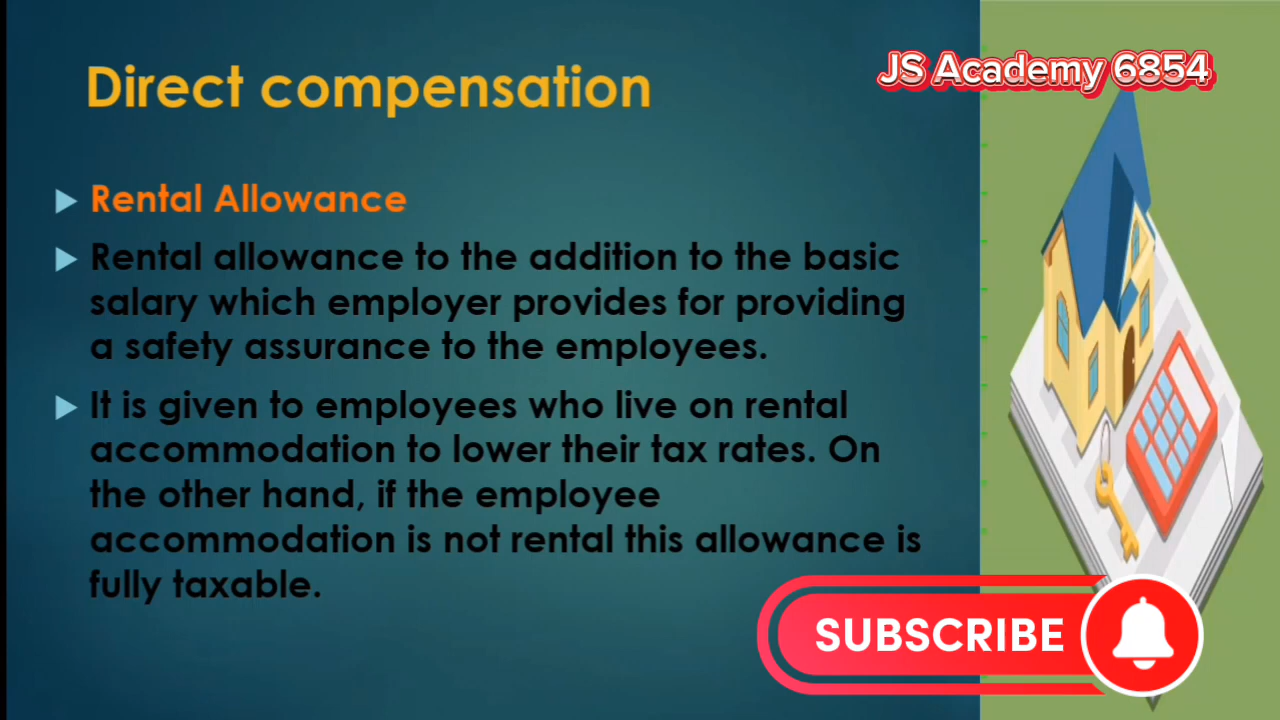 Direct compensation
JS Academy 6854
Rental Allowance
Rental allowance to the addition to the basic
salary which employer provides for providing
a safety assurance to the employees.
It is given to employees who live on rental
accommodation to lower their tax rates. On
the other hand, if the employee
accommodation is not rental this allowance is
fully taxable.
SUBSCRIBE